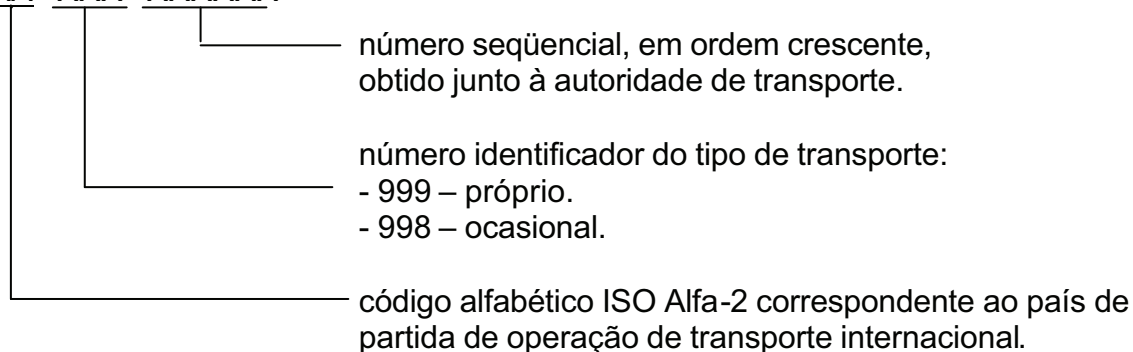 número seqüencial, em ordem crescente,
obtido junto à autoridade de transporte.
número identificador do tipo de transporte:
- 999 – próprio.
- 998 – ocasional.
código alfabético ISO Alfa-2 correspondente ao país de
partida de operação de transporte internacional.